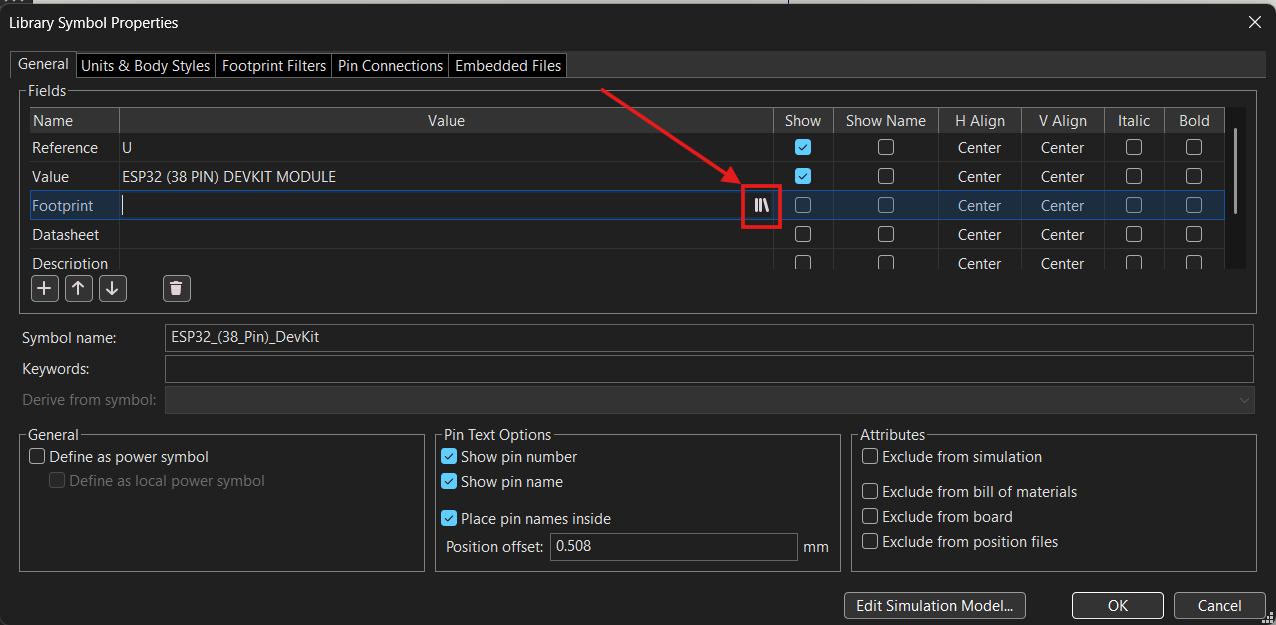 Library Symbol Properties
General Units & Body Styles Footprint Filters Pin Connections Embedded Files
Fields
Name Value Show Show Name H Align V Align Italic Bold
Reference U Center Center
Value ESP32 (38 PIN) DEVKIT MODULE Center Center
Footprint Center Center
Datasheet Center Center
Description Center Center
Symbol name: ESP32_(38_Pin)_DevKit
Keywords:
Derive from symbol:
General
Define as power symbol
Define as local power symbol
Pin Text Options
Show pin number
Show pin name
Place pin names inside
Position offset: 0.508 mm
Attributes
Exclude from simulation
Exclude from bill of materials
Exclude from board
Exclude from position files
Edit Simulation Model... OK Cancel